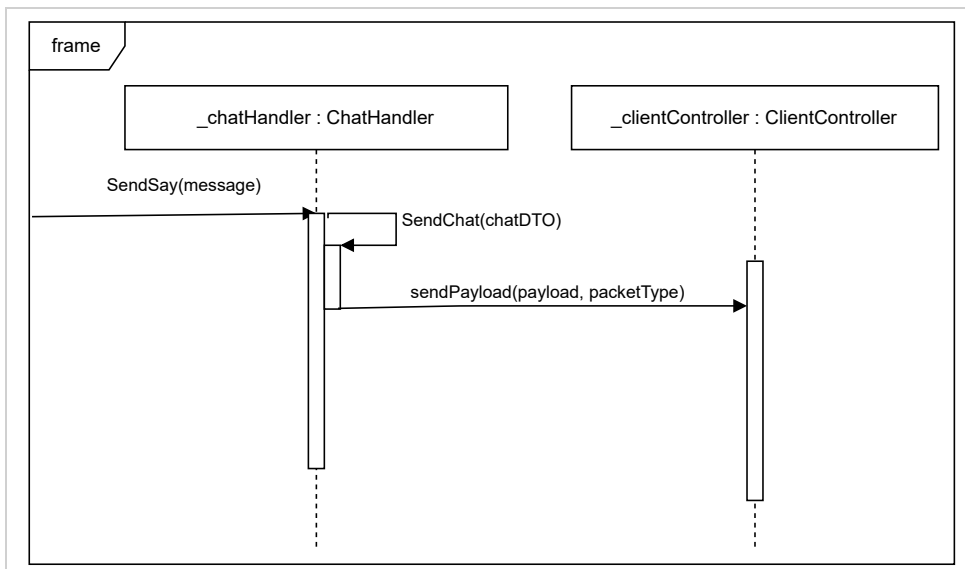 frame
_chatHandler : ChatHandler
_clientController : ClientController
SendSay(message)
SendChat(chatDTO)
sendPayload(payload, packetType)